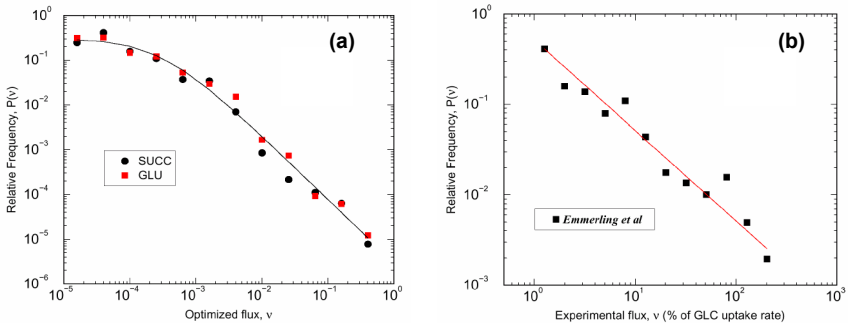 (a)
Relative Frequency, P(ν)
10^0
10^-1
10^-2
10^-3
10^-4
10^-5
10^-6
SUCC
GLU
10^-5 10^-4 10^-3 10^-2 10^-1 10^0
Optimized flux, ν
(b)
Relative Frequency, P(ν)
10^0
10^-1
10^-2
10^-3
Emmerling et al
10^0 10^1 10^2 10^3
Experimental flux, ν (% of GLC uptake rate)